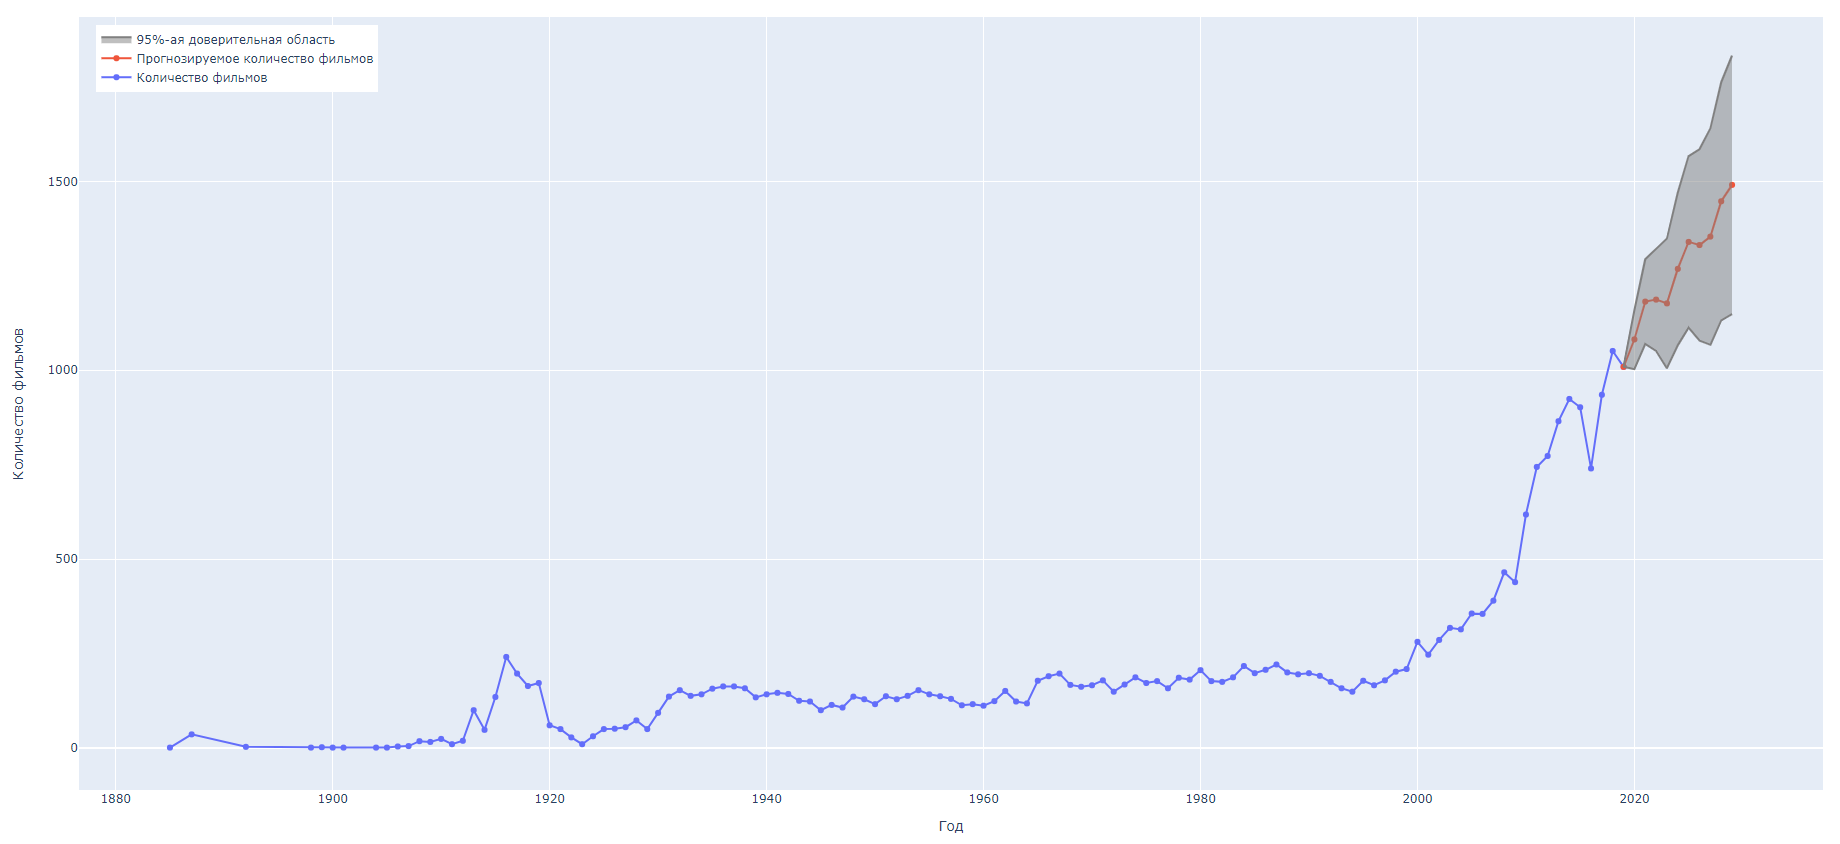 95%-ая доверительная область
Прогнозируемое количество фильмов
Количество фильмов
1500
1000
500
0
Количество фильмов
1880
1900
1920
1940
1960
1980
2000
2020
Год